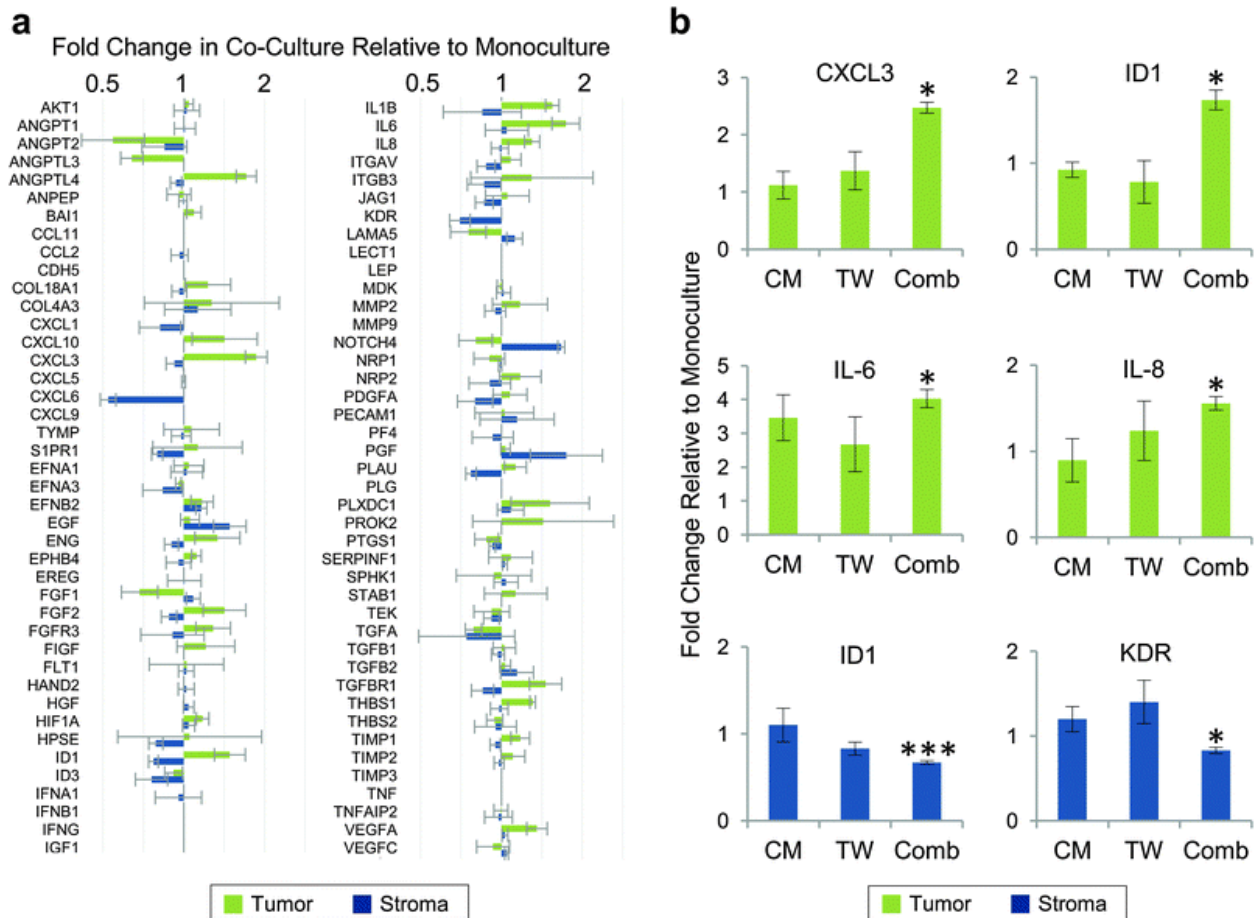 a
Fold Change in Co-Culture Relative to Monoculture
0.5 1 2
AKT1
ANGPT1
ANGPT2
ANGPTL3
ANGPTL4
ANPEP
BAI1
CCL11
CCL2
CDH5
COL18A1
COL4A3
CXCL1
CXCL10
CXCL3
CXCL5
CXCL6
CXCL9
TYMP
S1PR1
EFNA1
EFNA3
EFNB2
EGF
ENG
EPHB4
EREG
FGF1
FGF2
FGFR3
FIGF
FLT1
HAND2
HGF
HIF1A
HPSE
ID1
ID3
IFNA1
IFNB1
IFNG
IGF1
0.5 1 2
IL1B
IL6
IL8
ITGAV
ITGB3
JAG1
KDR
LAMA5
LECT1
LEP
MDK
MMP2
MMP9
NOTCH4
NRP1
NRP2
PDGFA
PECAM1
PF4
PGF
PLAU
PLG
PLXDC1
PROK2
PTGS1
SERPINF1
SPHK1
STAB1
TEK
TGFA
TGFB1
TGFB2
TGFBR1
THBS1
THBS2
TIMP1
TIMP2
TIMP3
TNF
TNFAIP2
VEGFA
VEGFC
Tumor Stroma
b
Fold Change Relative to Monoculture
CXCL3
3
2
1
0
*
CM TW Comb
ID1
2
1
0
*
CM TW Comb
IL-6
5
4
3
2
1
0
*
CM TW Comb
IL-8
2
1
0
*
CM TW Comb
ID1
2
1
0
***
CM TW Comb
KDR
2
1
0
*
CM TW Comb
Tumor Stroma